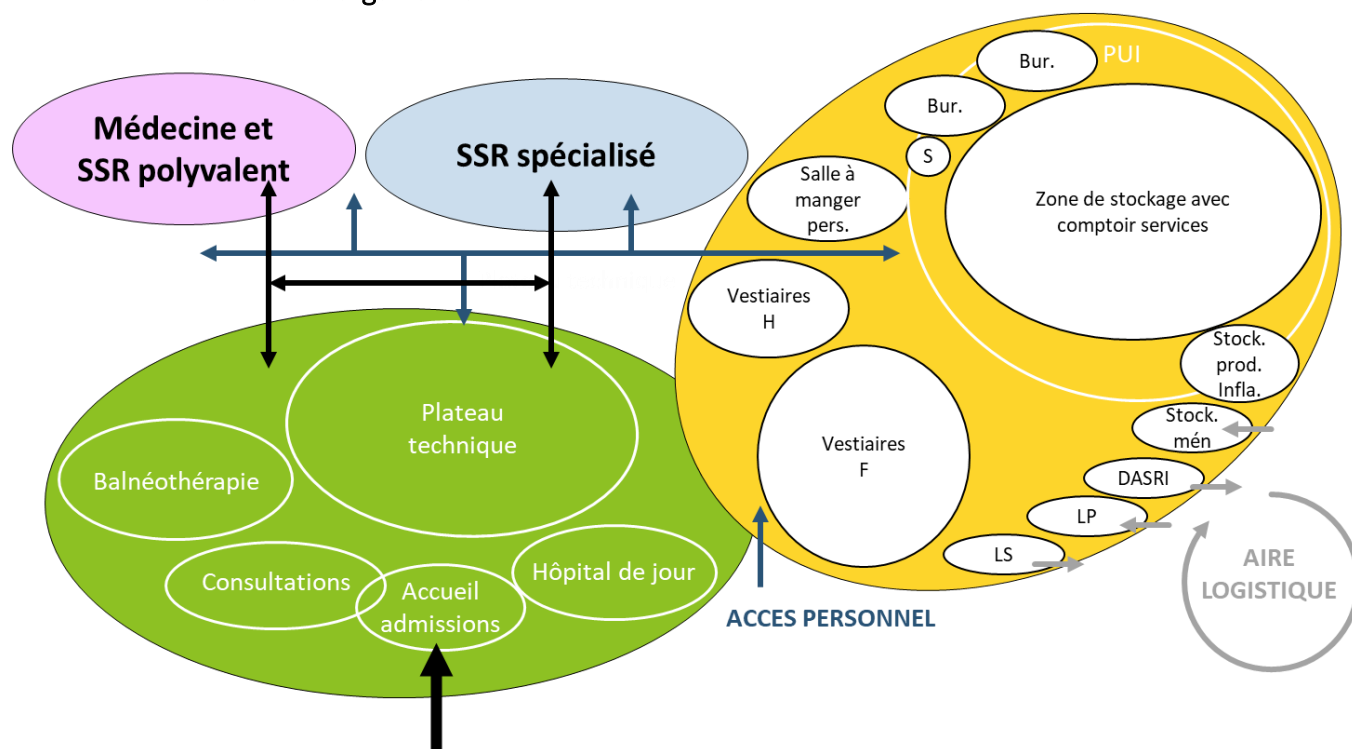 Médecine et
SSR polyvalent
SSR spécialisé
PUI
Bur.
Bur.
S
Salle à
manger
pers.
Zone de stockage avec
comptoir services
Vestiaires
H
Stock.
prod.
Infla.
Stock.
mén
DASRI
LP
LS
Vestiaires
F
Plateau
technique
Balnéothérapie
Consultations
Accueil
admissions
Hôpital de jour
ACCES PERSONNEL
AIRE
LOGISTIQUE